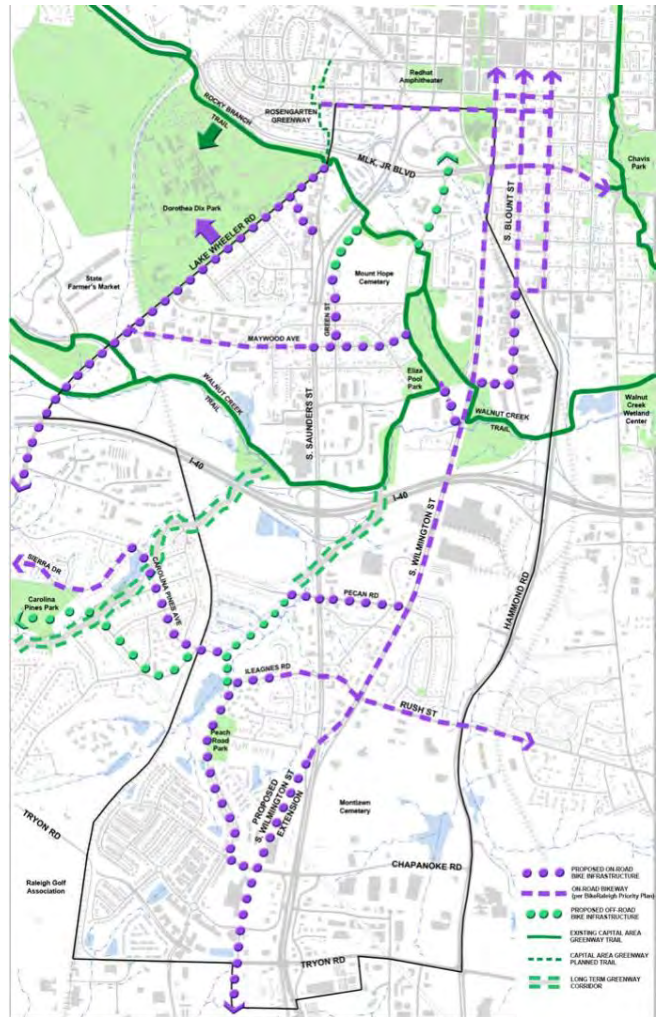 Redhat
Amphitheater
ROCKY BRANCH
TRAIL
ROSENGARTEN
GREENWAY
MLK. JR BLVD
Chavis
Park
Dorothea Dix Park
LAKE WHEELER RD
S. BLOUNT ST
State
Farmer's Market
Mount Hope
Cemetery
GREEN ST
MAYWOOD AVE
Eliza
Pool
Park
WALNUT CREEK
TRAIL
S. SAUNDERS ST
WALNUT CREEK
TRAIL
Walnut
Creek
Wetland
Center
I-40
I-40
S. WILMINGTON ST
SIERRA DR
CAROLINA PINES AVE
Carolina
Pines Park
PECAN RD
HAMMOND RD
ILEAGNES RD
RUSH ST
Peach
Road
Park
PROPOSED
S. WILMINGTON ST
EXTENSION
Montlawn
Cemetery
TRYON RD
CHAPANOKE RD
Raleigh Golf
Association
TRYON RD
PROPOSED ON-ROAD
BIKE INFRASTRUCTURE
ON-ROAD BIKEWAY
(per BikeRaleigh Priority Plan)
PROPOSED OFF-ROAD
BIKE INFRASTRUCTURE
EXISTING CAPITAL AREA
GREENWAY TRAIL
CAPITAL AREA GREENWAY
PLANNED TRAIL
LONG TERM GREENWAY
CORRIDOR